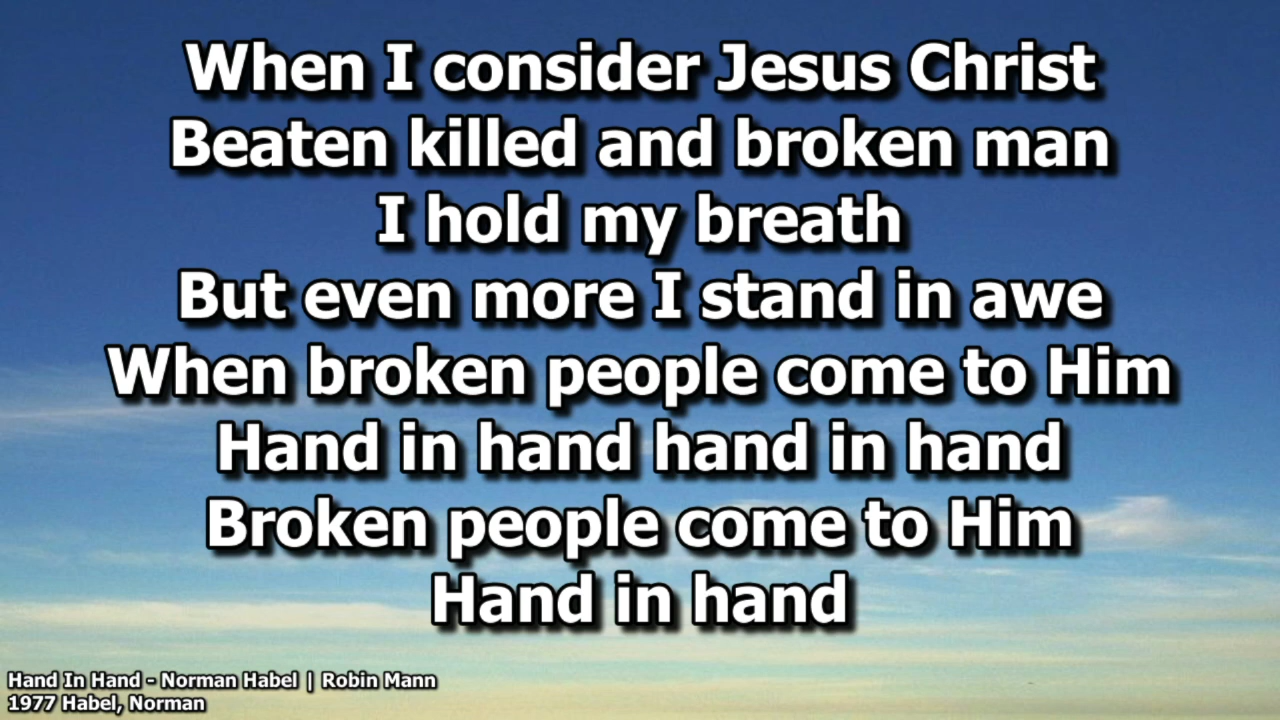 When I consider Jesus Christ
Beaten killed and broken man
I hold my breath
But even more I stand in awe
When broken people come to Him
Hand in hand hand in hand
Broken people come to Him
Hand in hand
Hand In Hand - Norman Habel | Robin Mann
1977 Habel, Norman